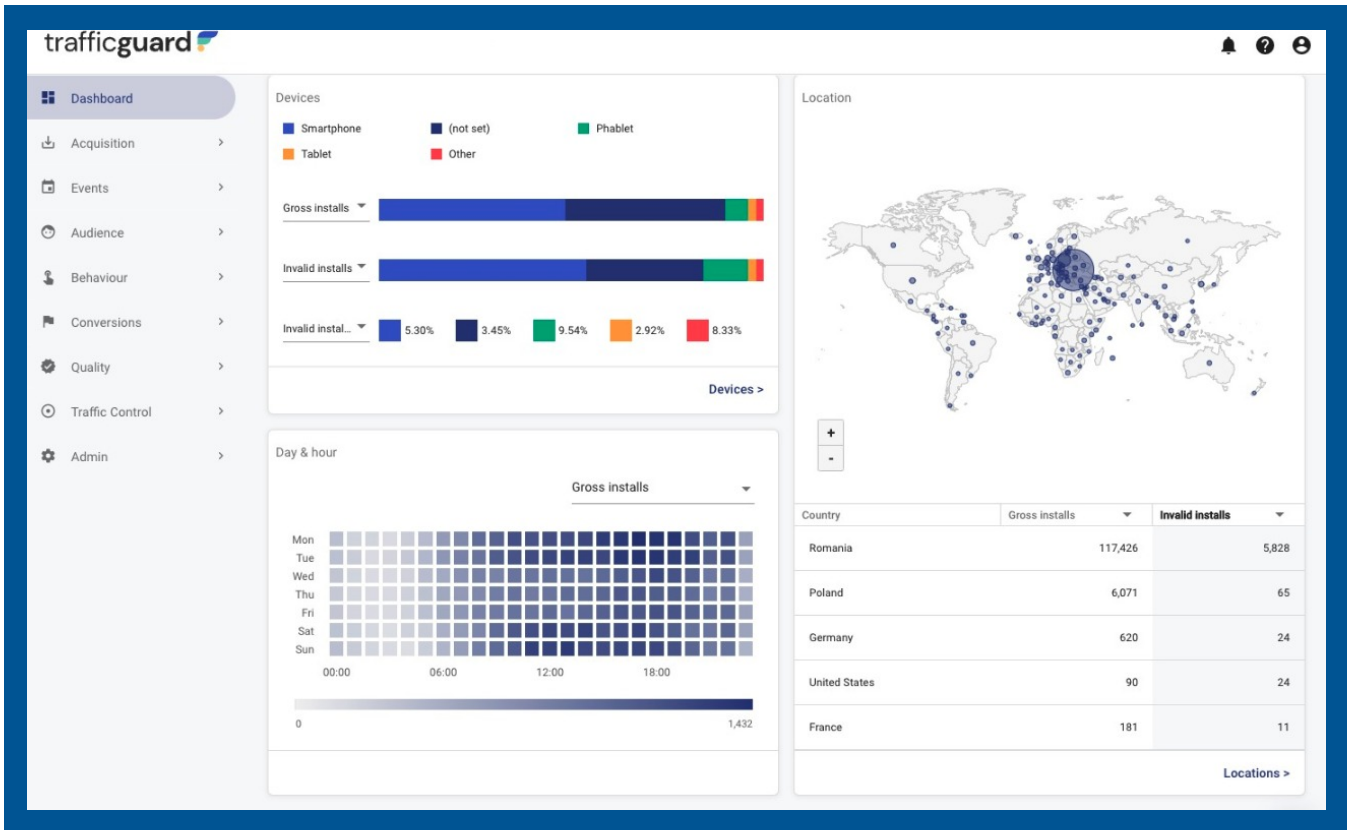 trafficguard
Dashboard
Acquisition
Events
Audience
Behaviour
Conversions
Quality
Traffic Control
Admin
Devices
Smartphone (not set) Phablet
Tablet Other
Gross installs
Invalid installs
Invalid instal... 5.30% 3.45% 9.54% 2.92% 8.33%
Devices >
Day & hour
Gross installs
Mon
Tue
Wed
Thu
Fri
Sat
Sun
00:00 06:00 12:00 18:00
0 1,432
Location
+
-
Country Gross installs Invalid installs
Romania 117,426 5,828
Poland 6,071 65
Germany 620 24
United States 90 24
France 181 11
Locations >